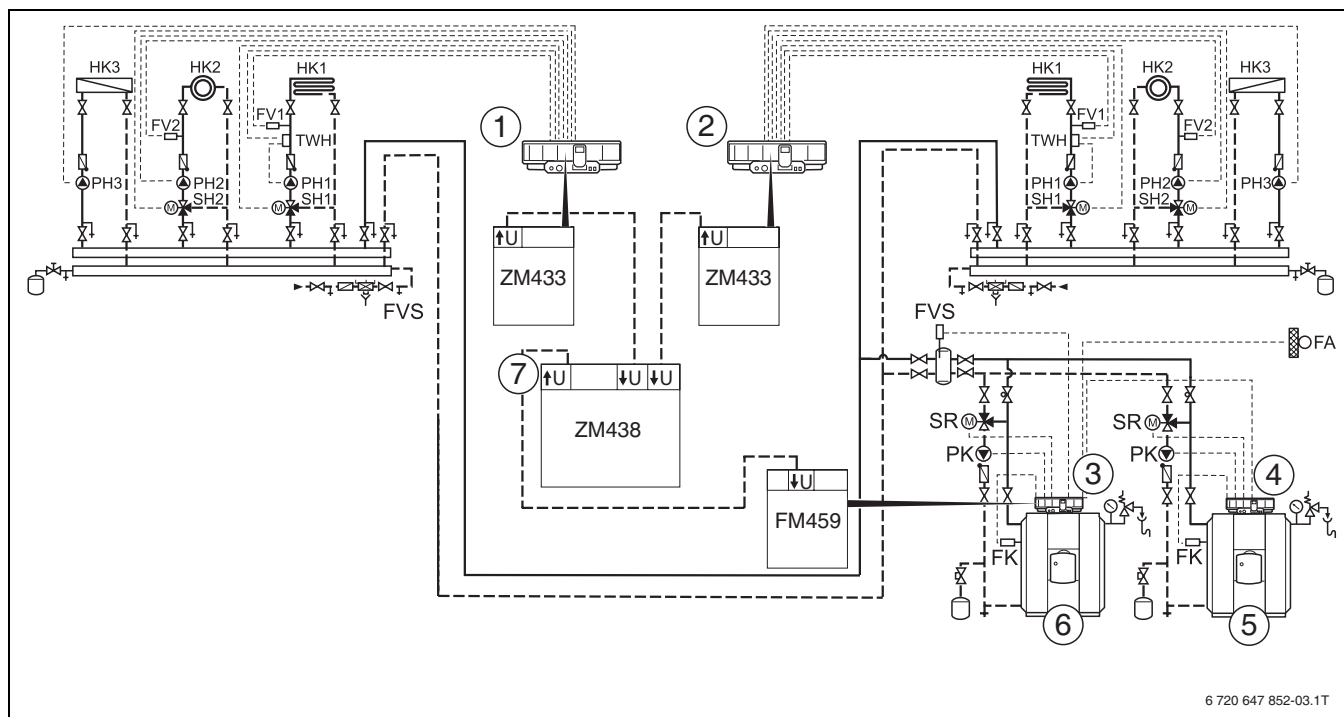 HK3
HK2
HK1
FV2
FV1
TWH
PH3
PH2
SH2
PH1
SH1
M
M
FVS
1
2
HK1
HK2
HK3
FV1
FV2
TWH
PH1
SH1
PH2
SH2
PH3
M
M
↑U
ZM433
↑U
ZM433
7
↑U
↓U
↓U
ZM438
↓U
FM459
FVS
FA
SR
M
SR
M
PK
PK
3
4
FK
FK
6
5
6 720 647 852-03.1T